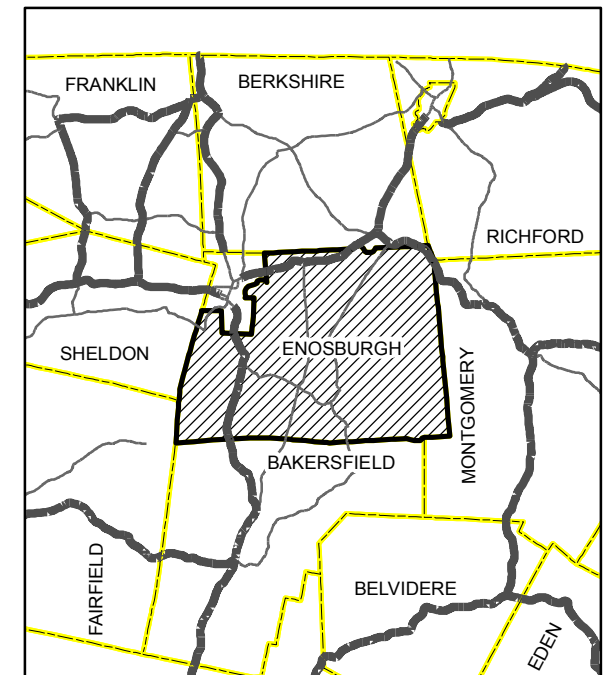 FRANKLIN
BERKSHIRE
RICHFORD
SHELDON
ENOSBURGH
MONTGOMERY
BAKERSFIELD
FAIRFIELD
BELVIDERE
EDEN